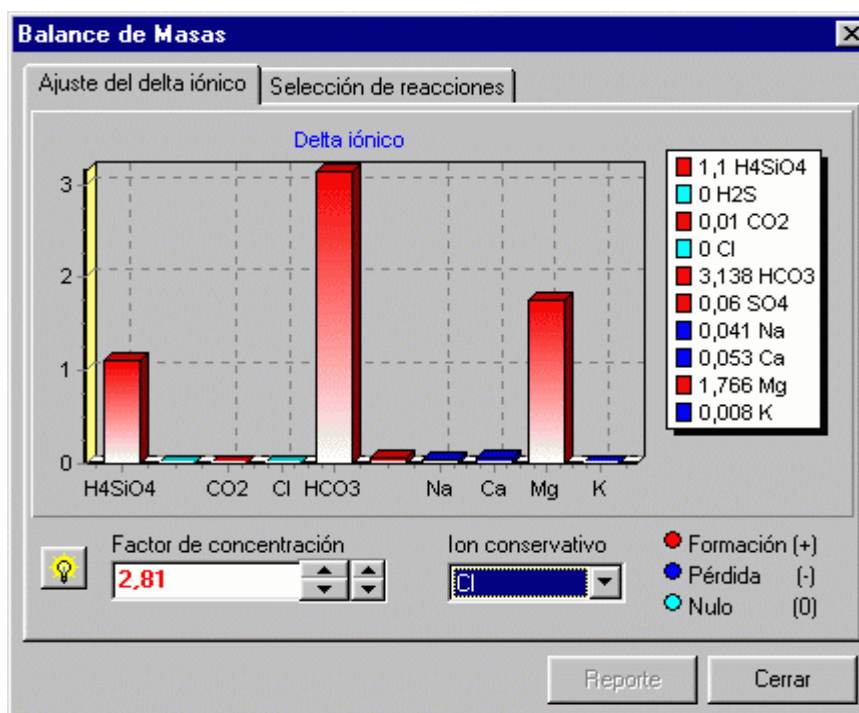 Balance de Masas
Ajuste del delta iónico
Selección de reacciones
Delta iónico
3
2
1
0
H4SiO4 CO2 Cl HCO3 Na Ca Mg K
1,1 H4SiO4
0 H2S
0,01 CO2
0 Cl
3,138 HCO3
0,06 SO4
0,041 Na
0,053 Ca
1,766 Mg
0,008 K
Factor de concentración
2,81
Ion conservativo
Cl
Formación (+)
Pérdida (-)
Nulo (0)
Reporte
Cerrar